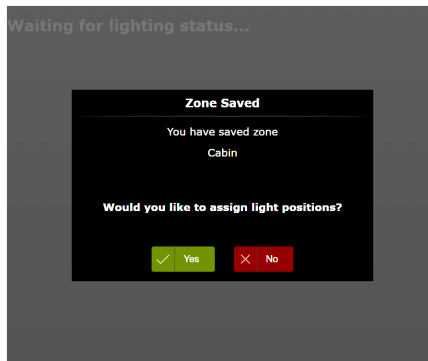 Waiting for lighting status...
Zone Saved
You have saved zone
Cabin
Would you like to assign light positions?
Yes No